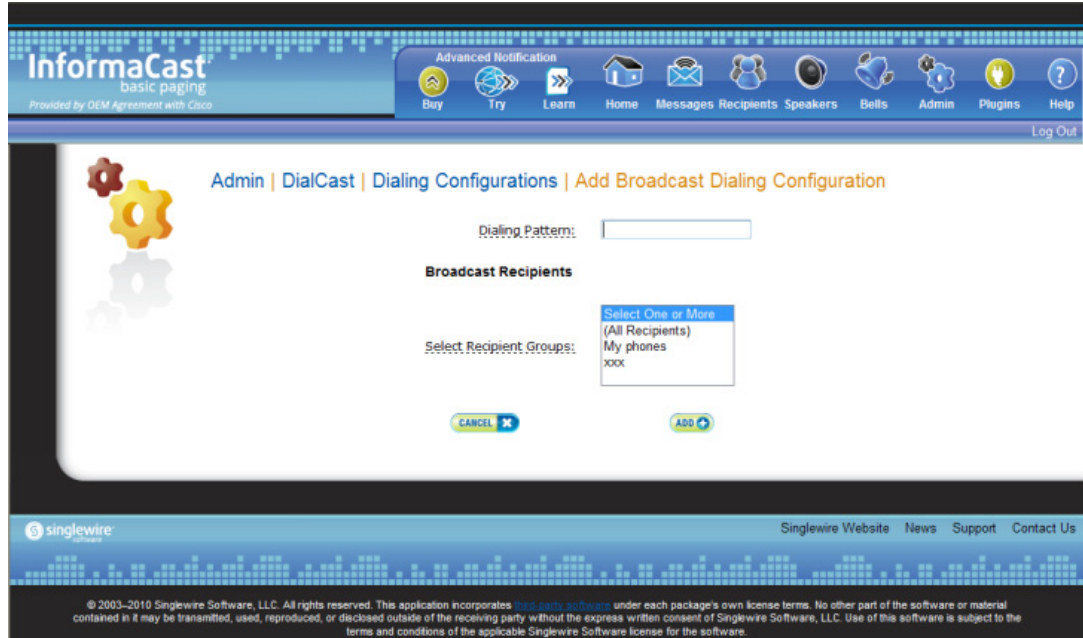 InformaCast
basic paging
Provided by OEM Agreement with Cisco
Advanced Notification
Buy Try Learn Home Messages Recipients Speakers Bells Admin Plugins Help
Log Out
Admin | DialCast | Dialing Configurations | Add Broadcast Dialing Configuration
Dialing Pattern:
Broadcast Recipients
Select Recipient Groups:
Select One or More
(All Recipients)
My phones
xxx
CANCEL
ADD
singlewire
software
Singlewire Website News Support Contact Us
© 2003–2010 Singlewire Software, LLC. All rights reserved. This application incorporates third-party software under each package's own license terms. No other part of the software or material
contained in it may be transmitted, used, reproduced, or disclosed outside of the receiving party without the express written consent of Singlewire Software, LLC. Use of this software is subject to the
terms and conditions of the applicable Singlewire Software license for the software.